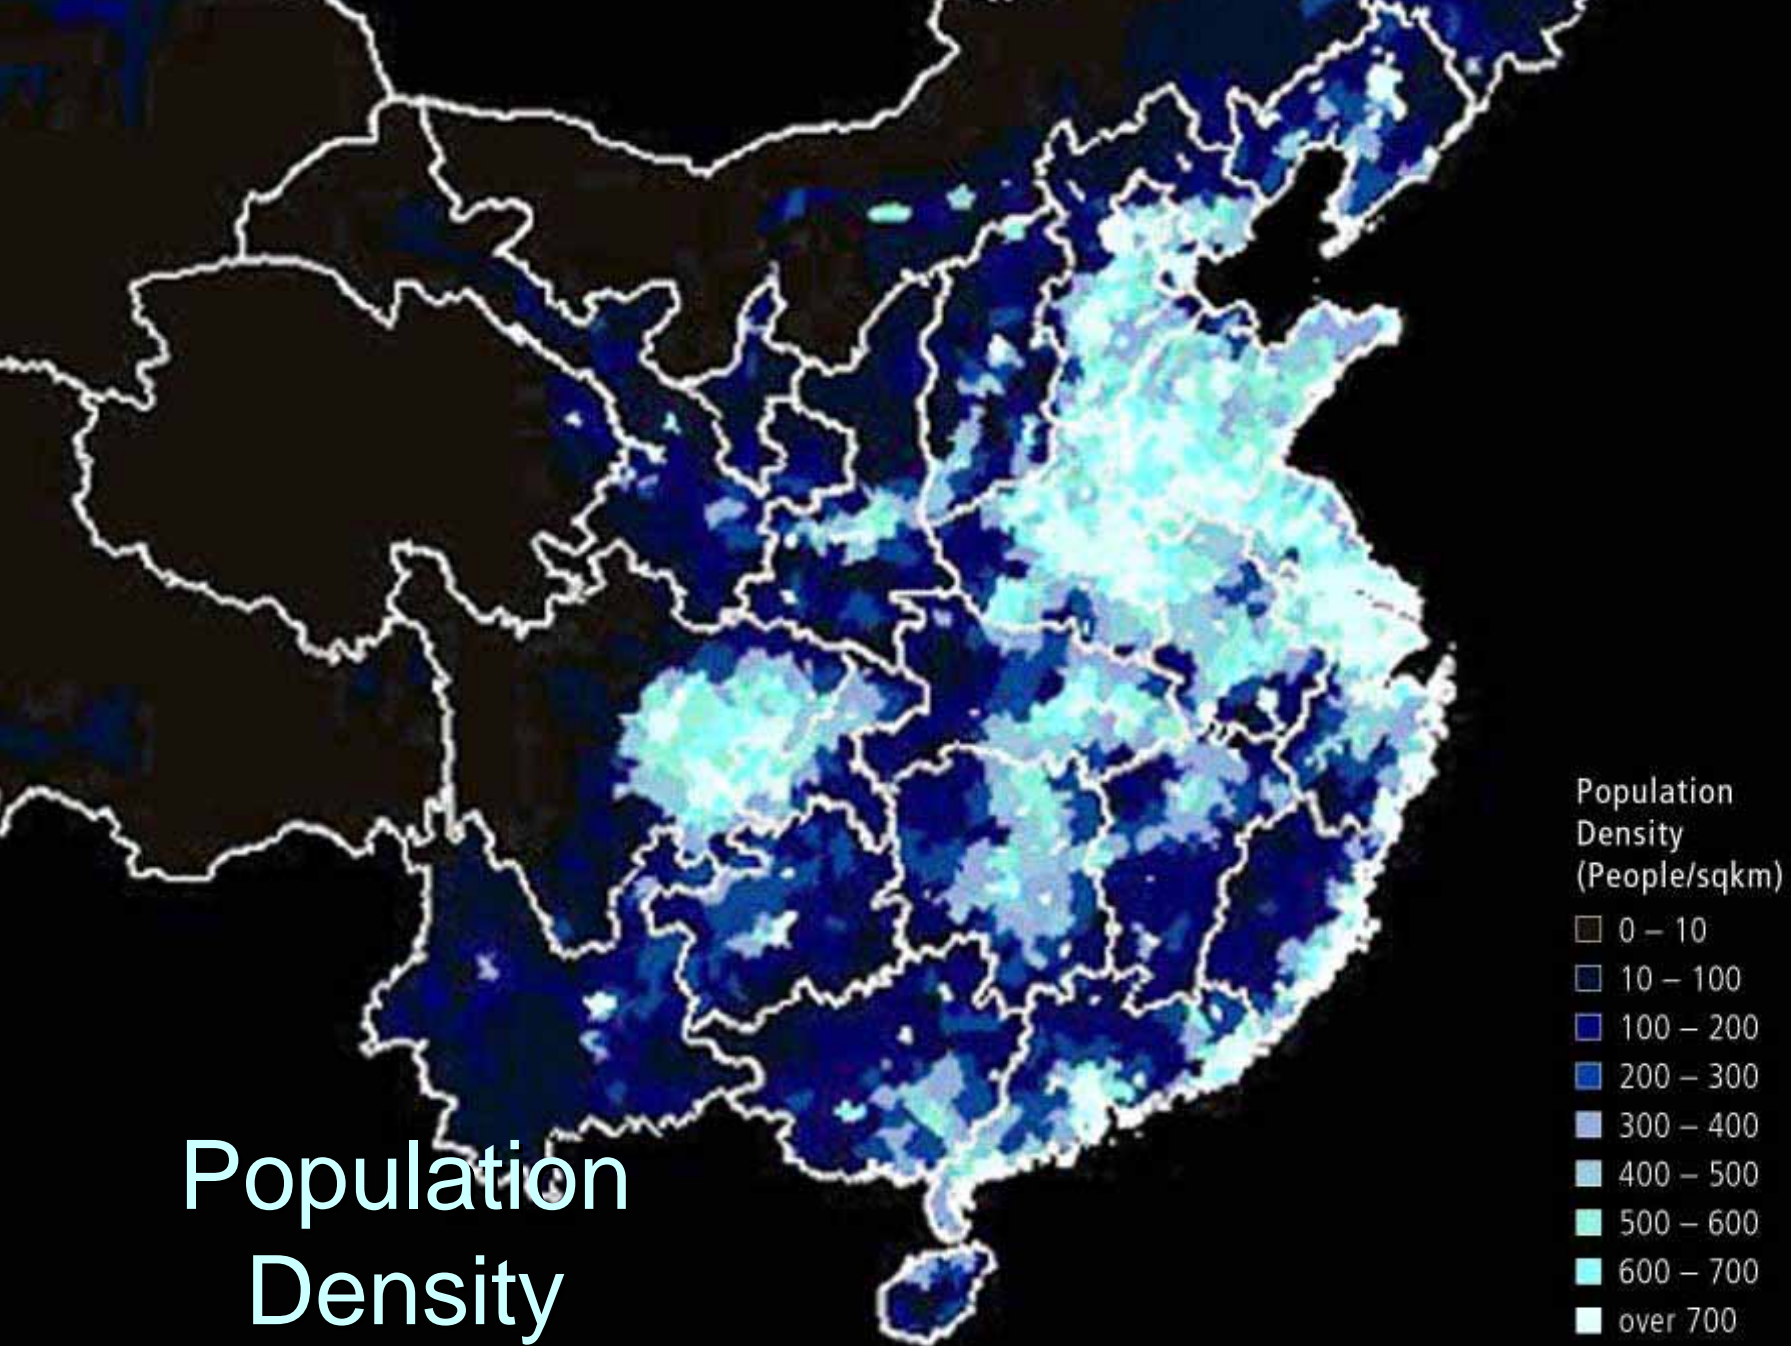 Population
Density
(People/sqkm)
0 – 10
10 – 100
100 – 200
200 – 300
300 – 400
400 – 500
500 – 600
600 – 700
over 700
Population
Density